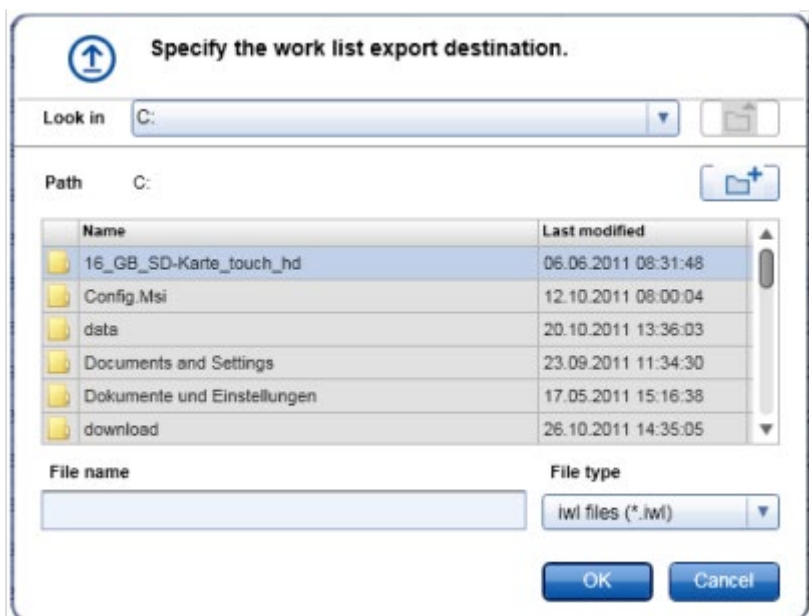 Specify the work list export destination.
Look in C:
Path C:
Name Last modified
16_GB_SD-Karte_touch_hd 06.06.2011 08:31:48
Config.Msi 12.10.2011 08:00:04
data 20.10.2011 13:36:03
Documents and Settings 23.09.2011 11:34:30
Dokumente und Einstellungen 17.05.2011 15:16:38
download 26.10.2011 14:35:05
File name File type
iwl files (*.iwl)
OK Cancel